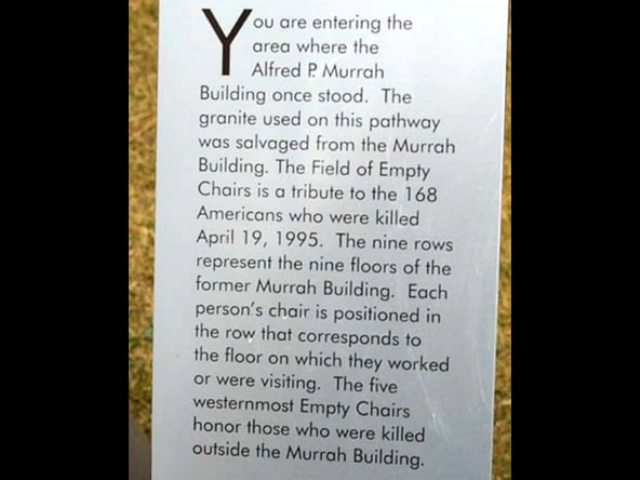 You are entering the
area where the
Alfred P. Murrah
Building once stood.  The
granite used on this pathway
was salvaged from the Murrah
Building. The Field of Empty
Chairs is a tribute to the 168
Americans who were killed
April 19, 1995.  The nine rows
represent the nine floors of the
former Murrah Building.  Each
person's chair is positioned in
the row that corresponds to
the floor on which they worked
or were visiting.  The five
westernmost Empty Chairs
honor those who were killed
outside the Murrah Building.